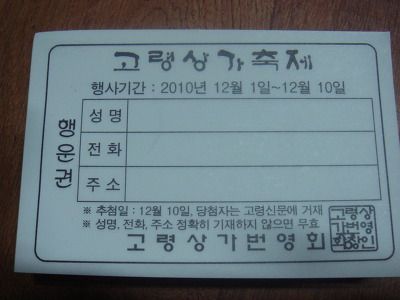 고령상가축제
행사기간 : 2010년 12월 1일~12월 10일
행운권
성명
전화
주소
※ 추첨일 : 12월 10일, 당첨자는 고령신문에 거재
※ 성명, 전화, 주소 정확히 기재하지 않으면 무효
고령상가번영회
고령상
가번영
회장인